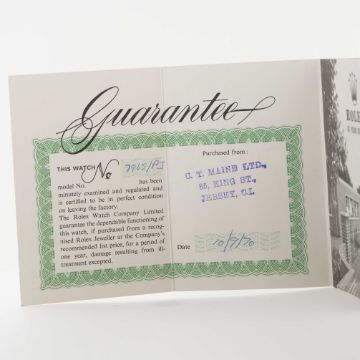 Guarantee
THIS WATCH No 7965/PJ
model No. has been
minutely examined and regulated and
is certified to be in perfect condition
on leaving the factory.
The Rolex Watch Company Limited
guarantee the dependable functioning of
this watch, if purchased from a recog-
nised Rolex Jeweller at the Company's
recommended list price, for a period of
one year, damage resulting from ill-
treatment excepted.
Purchased from:
C. T. MAINE LTD.,
55, KING ST.,
JERSEY, C.I.
Date 10/7/70
ROLE